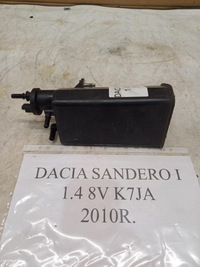 DACIA SANDERO I
1.4 8V K7JA
2010R.